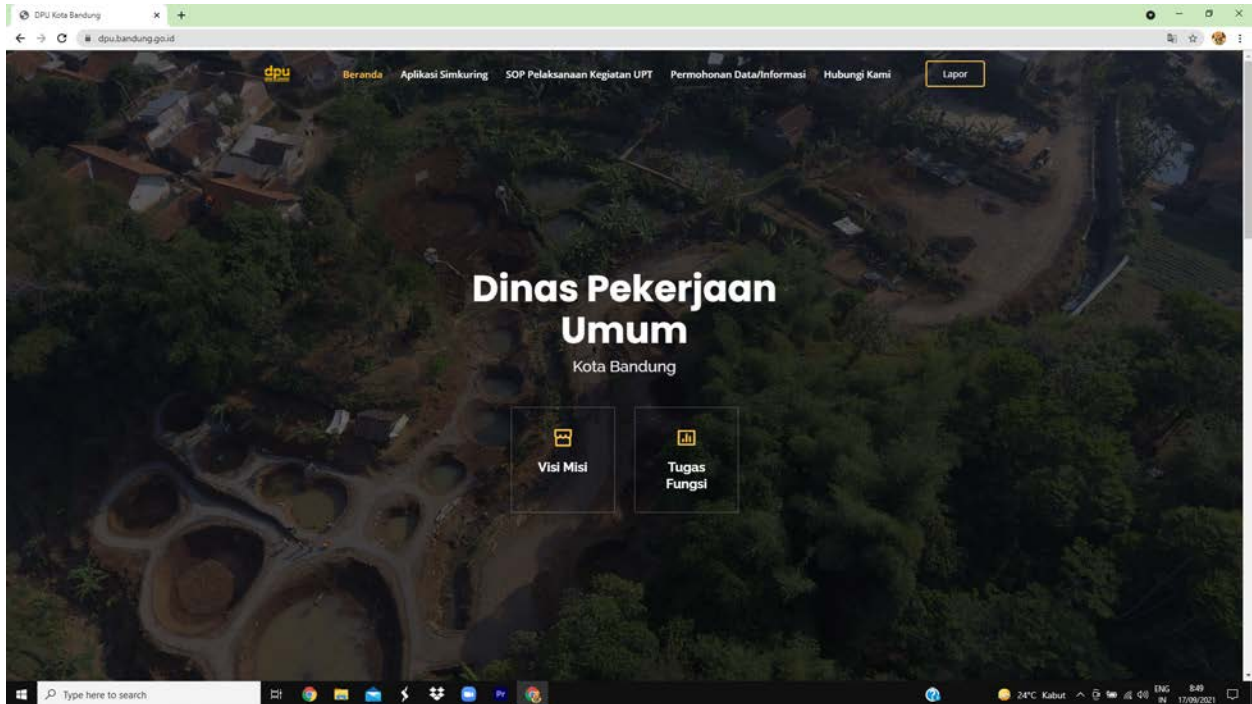 DPU Kota Bandung
dpu.bandung.go.id
dpu
Beranda Aplikasi Simkuring SOP Pelaksanaan Kegiatan UPT Permohonan Data/Informasi Hubungi Kami Lapor
Dinas Pekerjaan
Umum
Kota Bandung
Visi Misi
Tugas
Fungsi
Type here to search
Pr
24°C Kabut
ENG
IN
8:49
17/09/2021